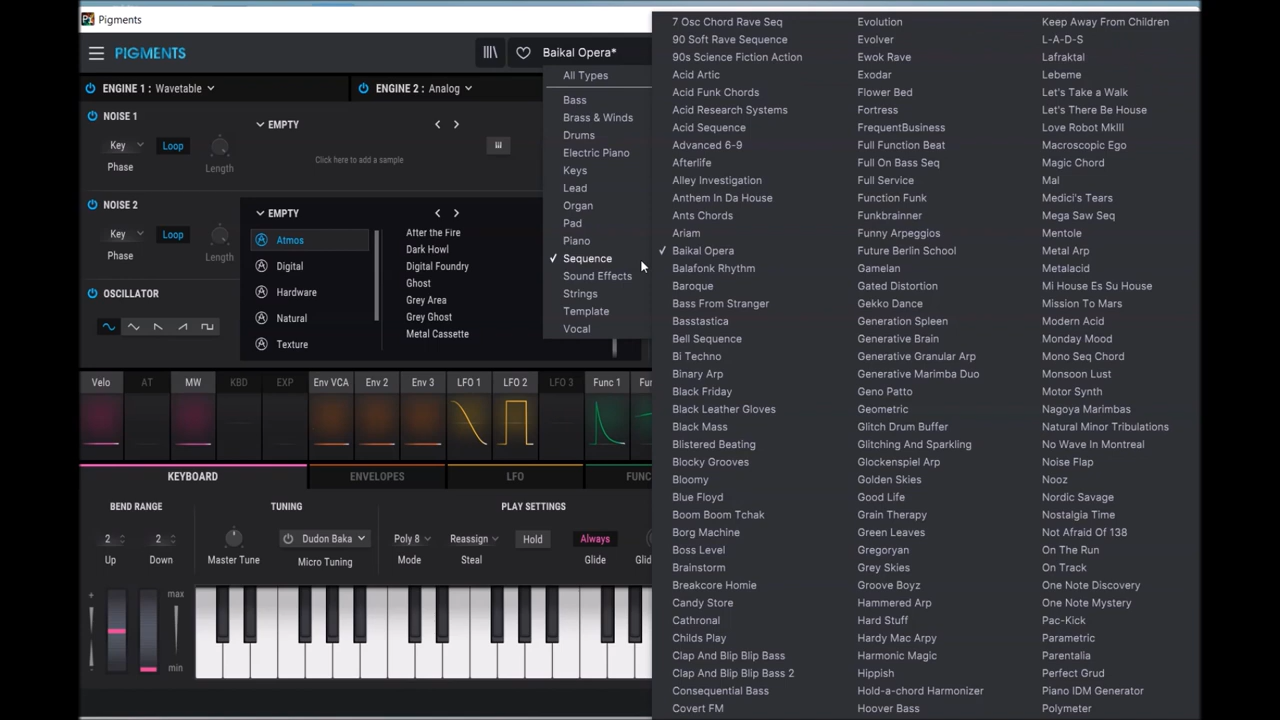 Pigments
PIGMENTS
Baikal Opera*
ENGINE 1 : Wavetable
ENGINE 2 : Analog
NOISE 1
EMPTY
Key
Loop
Click here to add a sample
Phase
Length
NOISE 2
EMPTY
Key
Loop
Phase
Length
Atmos
Digital
Hardware
Natural
Texture
After the Fire
Dark Howl
Digital Foundry
Ghost
Grey Area
Grey Ghost
Metal Cassette
OSCILLATOR
All Types
Bass
Brass & Winds
Drums
Electric Piano
Keys
Lead
Organ
Pad
Piano
Sequence
Sound Effects
Strings
Template
Vocal
7 Osc Chord Rave Seq
90 Soft Rave Sequence
90s Science Fiction Action
Acid Artic
Acid Funk Chords
Acid Research Systems
Acid Sequence
Advanced 6-9
Afterlife
Alley Investigation
Anthem In Da House
Ants Chords
Ariam
Baikal Opera
Balafonk Rhythm
Baroque
Bass From Stranger
Basstastica
Bell Sequence
Bi Techno
Binary Arp
Black Friday
Black Leather Gloves
Black Mass
Blistered Beating
Blocky Grooves
Bloomy
Blue Floyd
Boom Boom Tchak
Borg Machine
Boss Level
Brainstorm
Breakcore Homie
Candy Store
Cathronal
Childs Play
Clap And Blip Blip Bass
Clap And Blip Blip Bass 2
Consequential Bass
Covert FM
Evolution
Evolver
Ewok Rave
Exodar
Flower Bed
Fortress
FrequentBusiness
Full Function Beat
Full On Bass Seq
Full Service
Function Funk
Funkbrainner
Funny Arpeggios
Future Berlin School
Gamelan
Gated Distortion
Gekko Dance
Generation Spleen
Generative Brain
Generative Granular Arp
Generative Marimba Duo
Geno Patto
Geometric
Glitch Drum Buffer
Glitching And Sparkling
Glockenspiel Arp
Golden Skies
Good Life
Grain Therapy
Green Leaves
Gregoryan
Grey Skies
Groove Boyz
Hammered Arp
Hard Stuff
Hardy Mac Arpy
Harmonic Magic
Hippish
Hold-a-chord Harmonizer
Hoover Bass
Keep Away From Children
L-A-D-S
Lafraktal
Lebeme
Let's Take a Walk
Let's There Be House
Love Robot MkIII
Macroscopic Ego
Magic Chord
Mal
Medici's Tears
Mega Saw Seq
Mentole
Metal Arp
Metalacid
Mi House Es Su House
Mission To Mars
Modern Acid
Monday Mood
Mono Seq Chord
Monsoon Lust
Motor Synth
Nagoya Marimbas
Natural Minor Tribulations
No Wave In Montreal
Noise Flap
Nooz
Nordic Savage
Nostalgia Time
Not Afraid Of 138
On The Run
On Track
One Note Discovery
One Note Mystery
Pac-Kick
Parametric
Parentalia
Perfect Grud
Piano IDM Generator
Polymeter
Velo
AT
MW
KBD
EXP
Env VCA
Env 2
Env 3
LFO 1
LFO 2
LFO 3
Func 1
Fur
KEYBOARD
ENVELOPES
LFO
FUNC
BEND RANGE
TUNING
PLAY SETTINGS
2
2
Dudon Baka
Poly 8
Reassign
Hold
Always
Up
Down
Master Tune
Micro Tuning
Mode
Steal
Glide
Glid
+
-
max
min